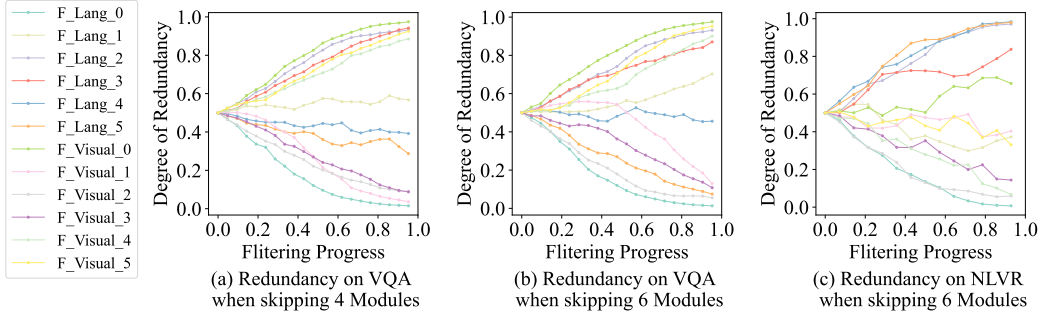 F_Lang_0
F_Lang_1
F_Lang_2
F_Lang_3
F_Lang_4
F_Lang_5
F_Visual_0
F_Visual_1
F_Visual_2
F_Visual_3
F_Visual_4
F_Visual_5
Degree of Redundancy
1.0
0.8
0.6
0.4
0.2
0.0
0.0 0.2 0.4 0.6 0.8 1.0
Flitering Progress
(a) Redundancy on VQA
when skipping 4 Modules
Degree of Redundancy
1.0
0.8
0.6
0.4
0.2
0.0
0.0 0.2 0.4 0.6 0.8 1.0
Flitering Progress
(b) Redundancy on VQA
when skipping 6 Modules
Degree of Redundancy
1.0
0.8
0.6
0.4
0.2
0.0
0.0 0.2 0.4 0.6 0.8 1.0
Flitering Progress
(c) Redundancy on NLVR
when skipping 6 Modules